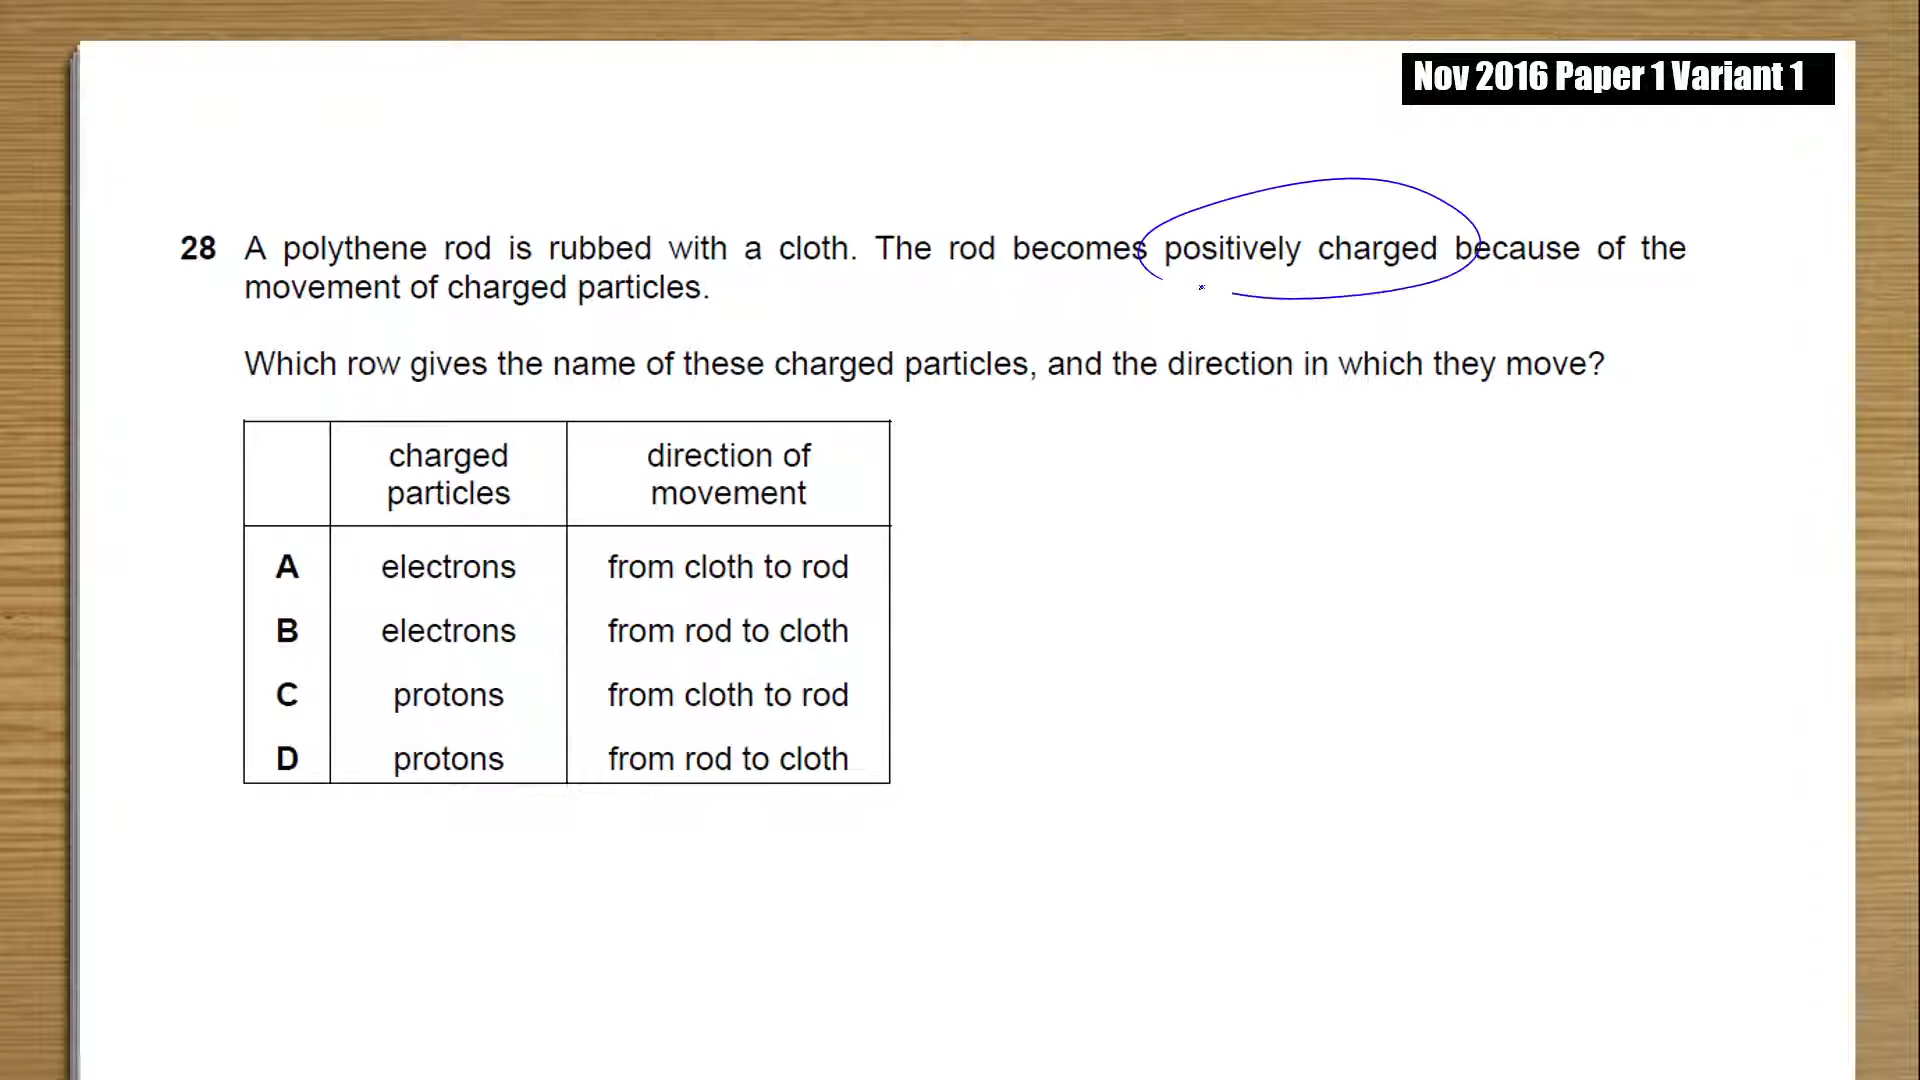 Nov 2016 Paper 1 Variant 1
28 A polythene rod is rubbed with a cloth. The rod becomes positively charged because of the
movement of charged particles.
Which row gives the name of these charged particles, and the direction in which they move?
charged particles direction of movement
A electrons from cloth to rod
B electrons from rod to cloth
C protons from cloth to rod
D protons from rod to cloth